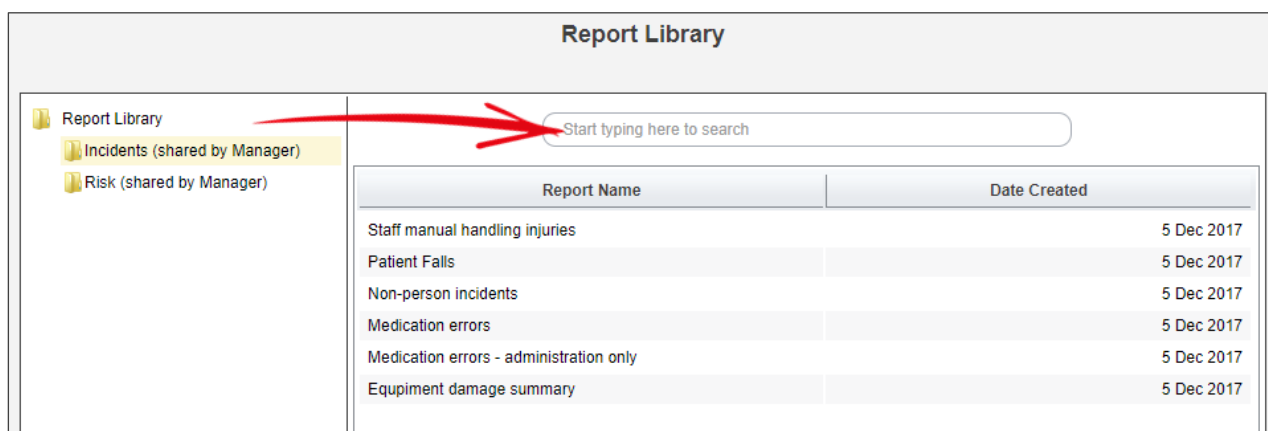 Report Library
Report Library
Incidents (shared by Manager)
Risk (shared by Manager)
Start typing here to search
Report Name Date Created
Staff manual handling injuries 5 Dec 2017
Patient Falls 5 Dec 2017
Non-person incidents 5 Dec 2017
Medication errors 5 Dec 2017
Medication errors - administration only 5 Dec 2017
Equpiment damage summary 5 Dec 2017